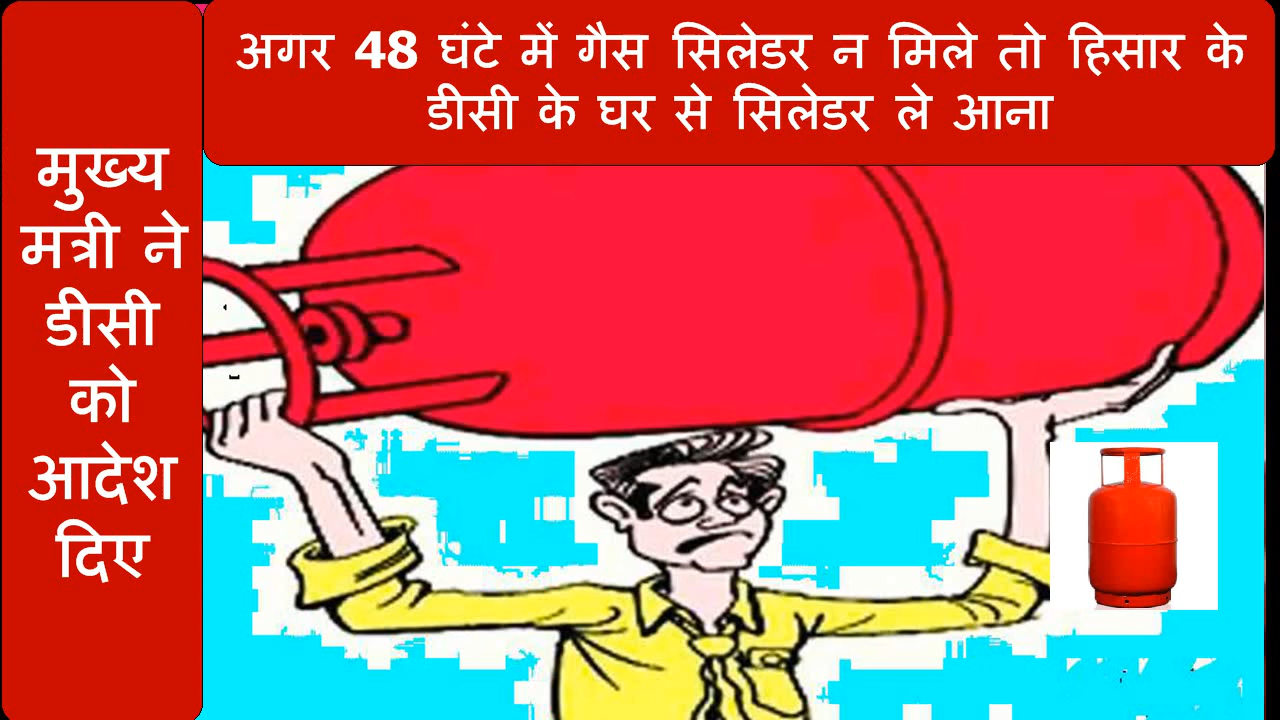 अगर 48 घंटे में गैस सिलेडर न मिले तो हिसार के
डीसी के घर से सिलेडर ले आना
मुख्य
मत्री ने
डीसी
को
आदेश
दिए